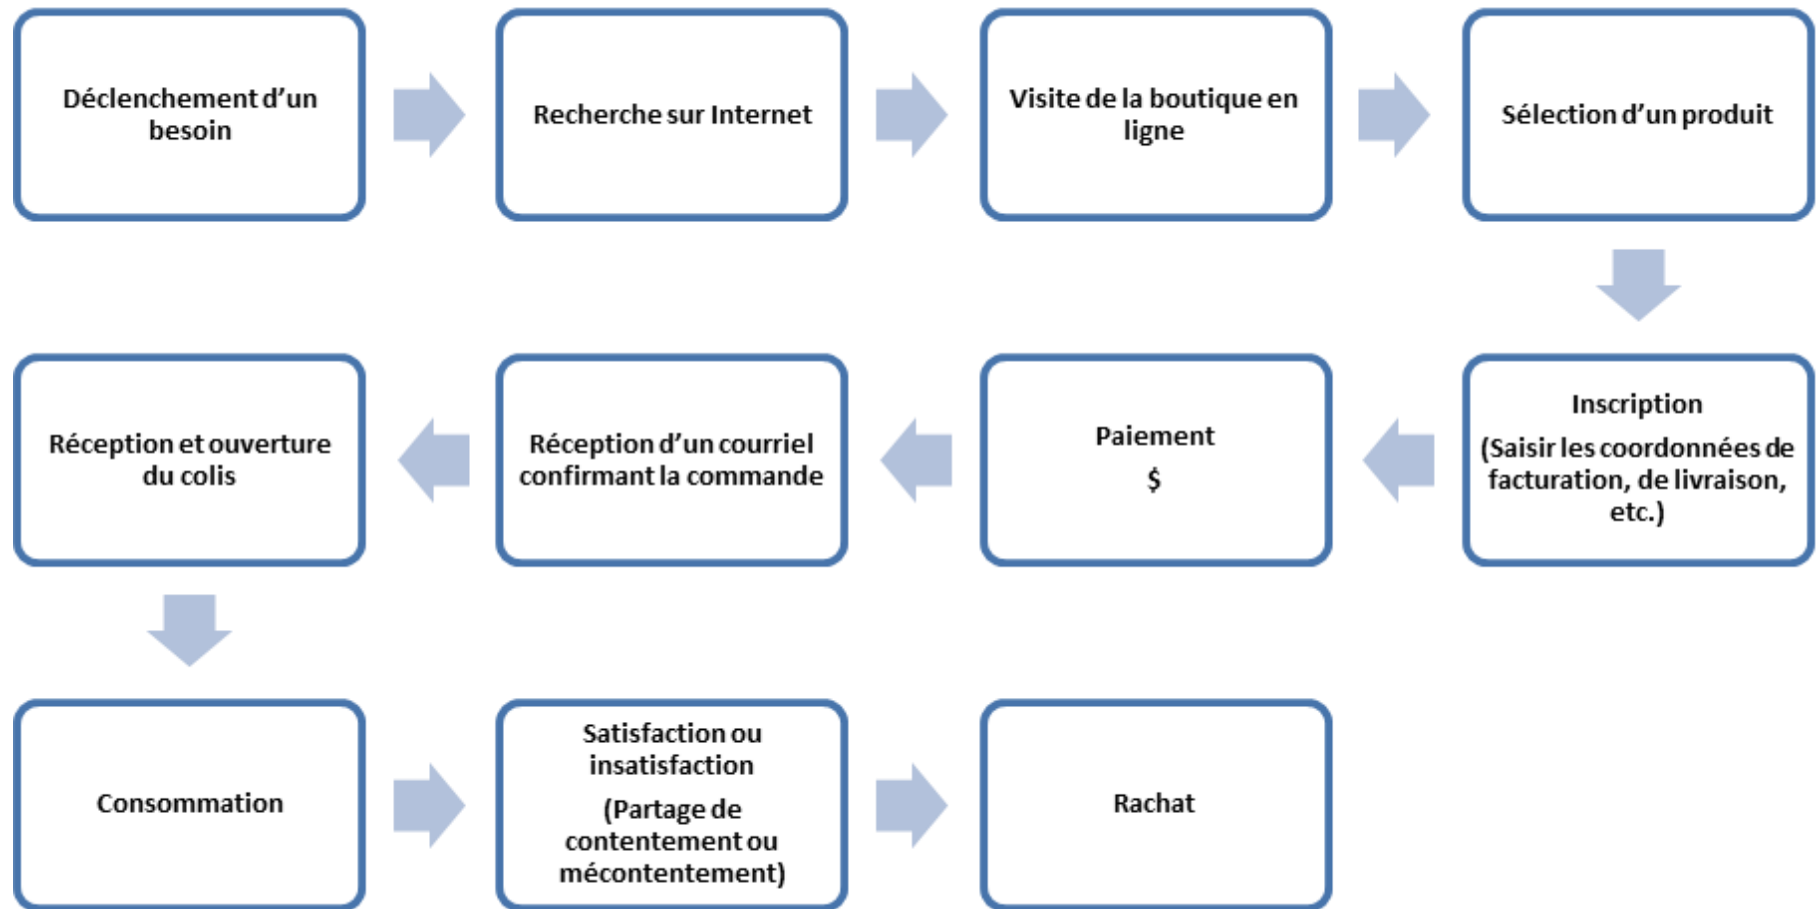 Déclenchement d’un
besoin
Recherche sur Internet
Visite de la boutique en
ligne
Sélection d’un produit
Inscription
(Saisir les coordonnées de
facturation, de livraison,
etc.)
Paiement
$
Réception d’un courriel
confirmant la commande
Réception et ouverture
du colis
Consommation
Satisfaction ou
insatisfaction
(Partage de
contentement ou
mécontentement)
Rachat